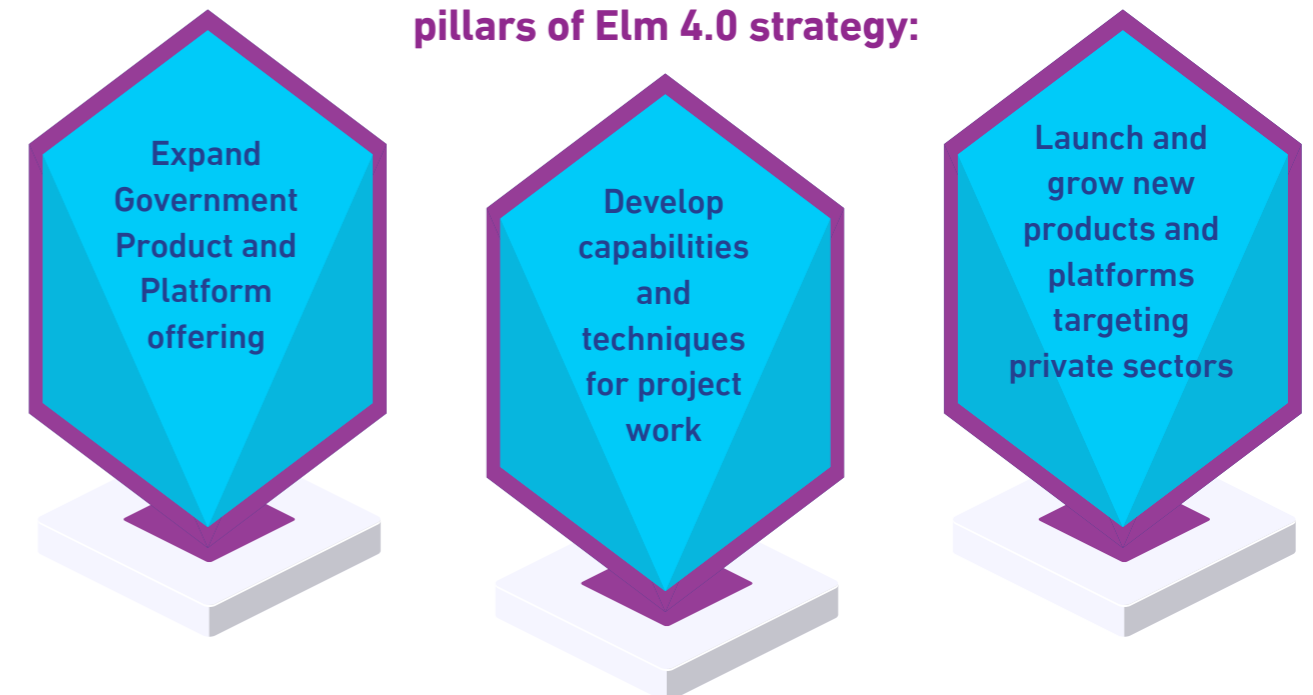 pillars of Elm 4.0 strategy:
Expand
Government
Product and
Platform
offering
Develop
capabilities
and
techniques
for project
work
Launch and
grow new
products and
platforms
targeting
private sectors